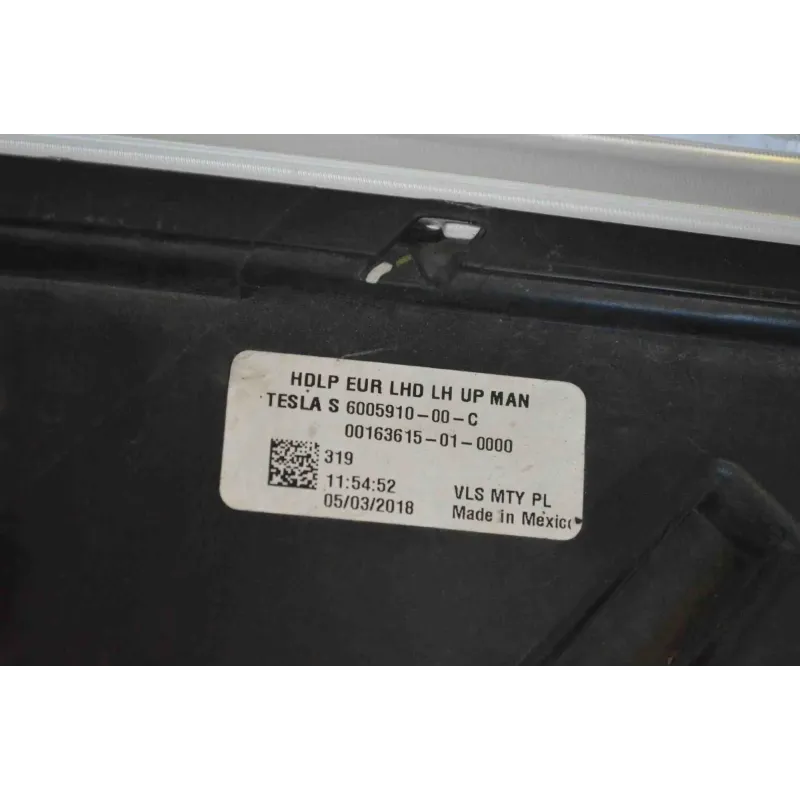 HDLP EUR LHD LH UP MAN
TESLA S 6005910-00-C
00163615-01-0000
319
11:54:52
05/03/2018
VLS MTY PL
Made in Mexico